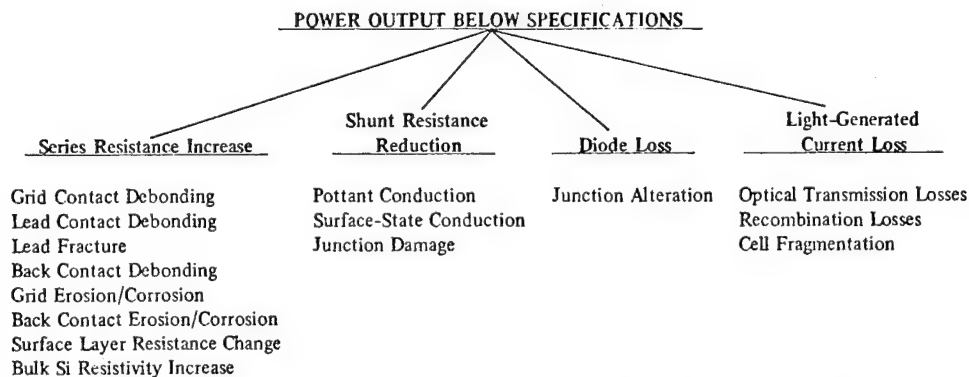 POWER OUTPUT BELOW SPECIFICATIONS
Series Resistance Increase
Grid Contact Debonding
Lead Contact Debonding
Lead Fracture
Back Contact Debonding
Grid Erosion/Corrosion
Back Contact Erosion/Corrosion
Surface Layer Resistance Change
Bulk Si Resistivity Increase
Shunt Resistance
Reduction
Pottant Conduction
Surface-State Conduction
Junction Damage
Diode Loss
Junction Alteration
Light-Generated
Current Loss
Optical Transmission Losses
Recombination Losses
Cell Fragmentation